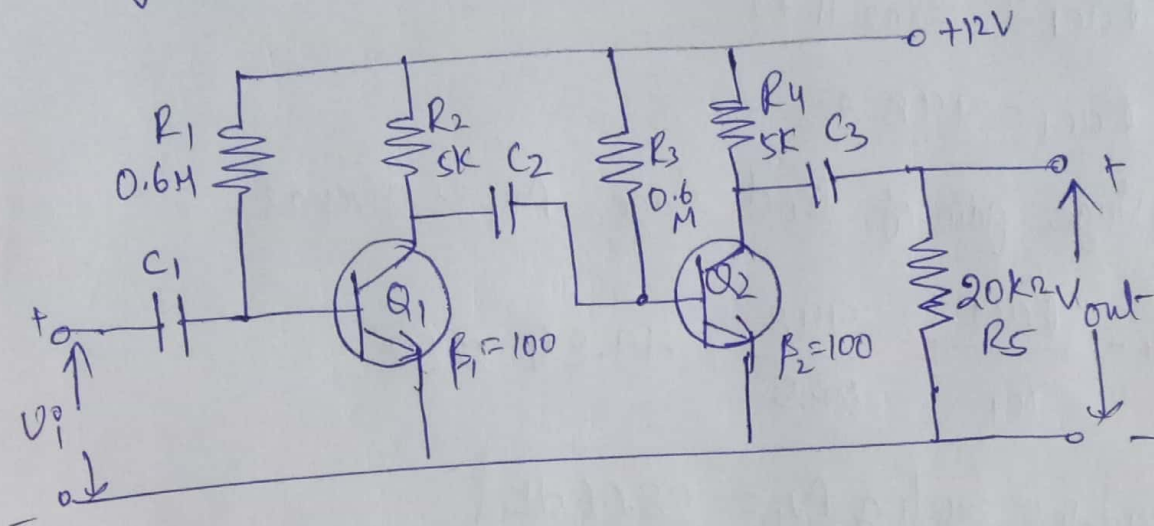 +12V
R1
0.6M
R2
5K
C2
R3
0.6
M
R4
5K
C3
+
C1
+
Q1
β1=100
Q2
β2=100
20KΩ
R5
Vout
Vi
-